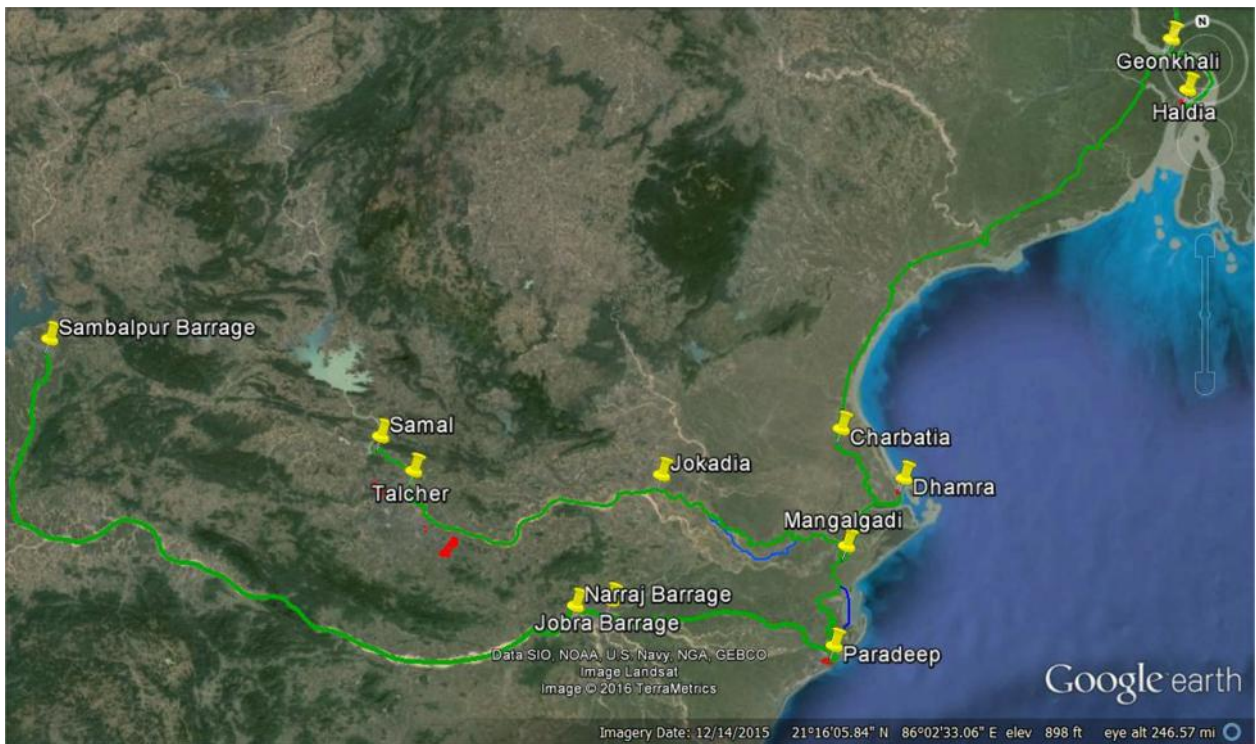 N
Geonkhali
Haldia
Sambalpur Barrage
Samal
Charbatia
Jokadia
Dhamra
Talcher
Mangalgadi
Narraj Barrage
Jobra Barrage
Paradeep
Data SIO, NOAA, U.S. Navy, NGA, GEBCO
Image Landsat
Image © 2016 TerraMetrics
Google earth
Imagery Date: 12/14/2015 21°16'05.84" N 86°02'33.06" E elev 898 ft eye alt 246.57 mi